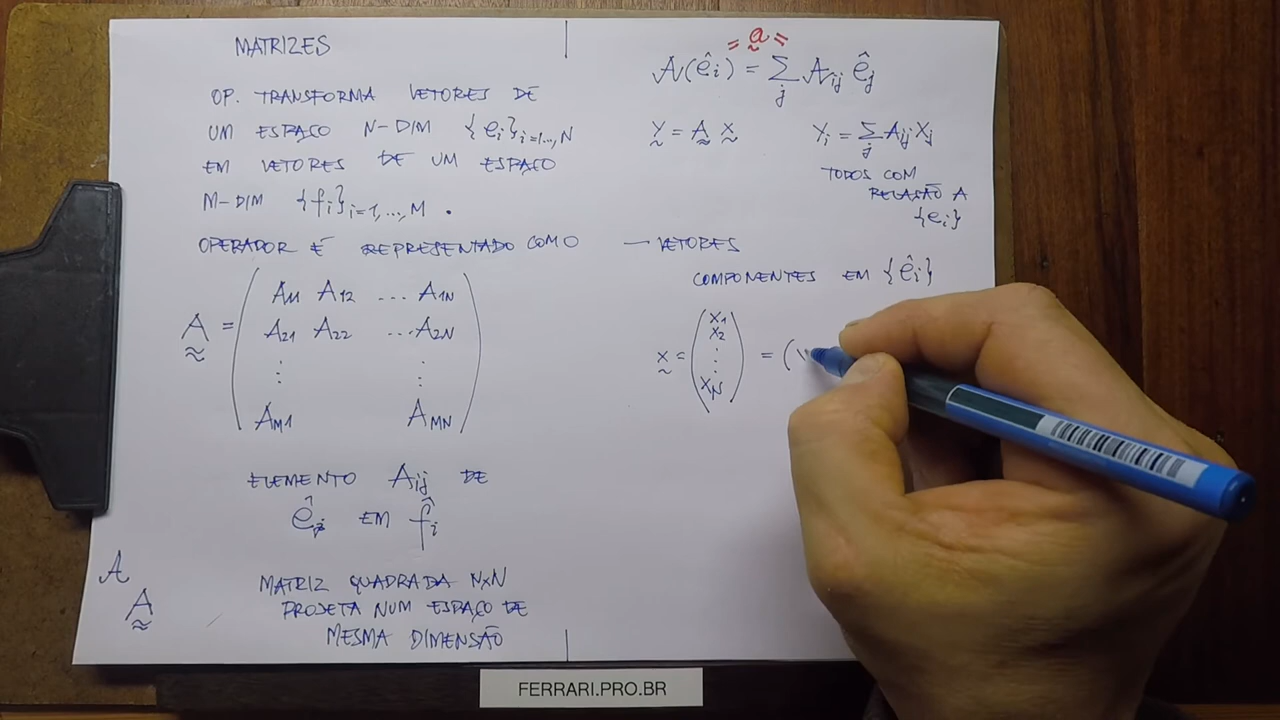 MATRIZES
OP. TRANSFORMA VETORES DE
UM ESPAÇO N-DIM {ei}i=1...,N
EM VETORES DE UM ESPAÇO
M-DIM {fi}i=1,...,M .
OPERADOR É REPRESENTADO COMO
A = ( A11 A12 ... A1N
A21 A22 ... A2N
⋮ ⋮
AM1 AMN )
ELEMENTO Aij DE
êj EM f̂i
MATRIZ QUADRADA NxN
PROJETA NUM ESPAÇO DE
MESMA DIMENSÃO
A
A
= a =
A(êi) = Σj Aij êj
y = A x yi = Σj Aij xj
TODOS COM
RELASÃO A
{ei}
— VETORES
COMPONENTES EM {êi}
x = ( x1 x2 ⋮ xN ) = (
FERRARI.PRO.BR